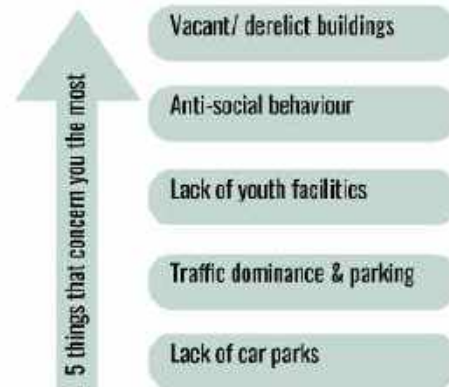 5 things that concern you the most
Vacant/ derelict buildings
Anti-social behaviour
Lack of youth facilities
Traffic dominance & parking
Lack of car parks